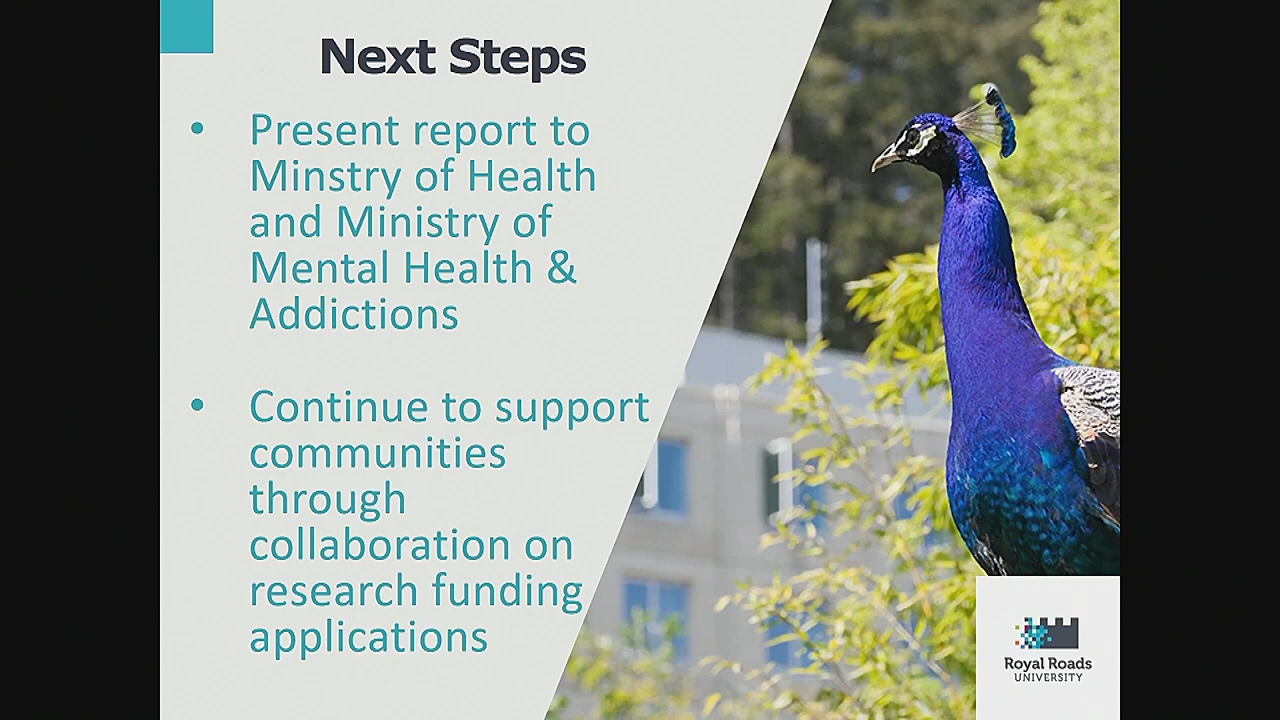 Next Steps
• Present report to
Minstry of Health
and Ministry of
Mental Health &
Addictions
• Continue to support
communities
through
collaboration on
research funding
applications
Royal Roads
UNIVERSITY